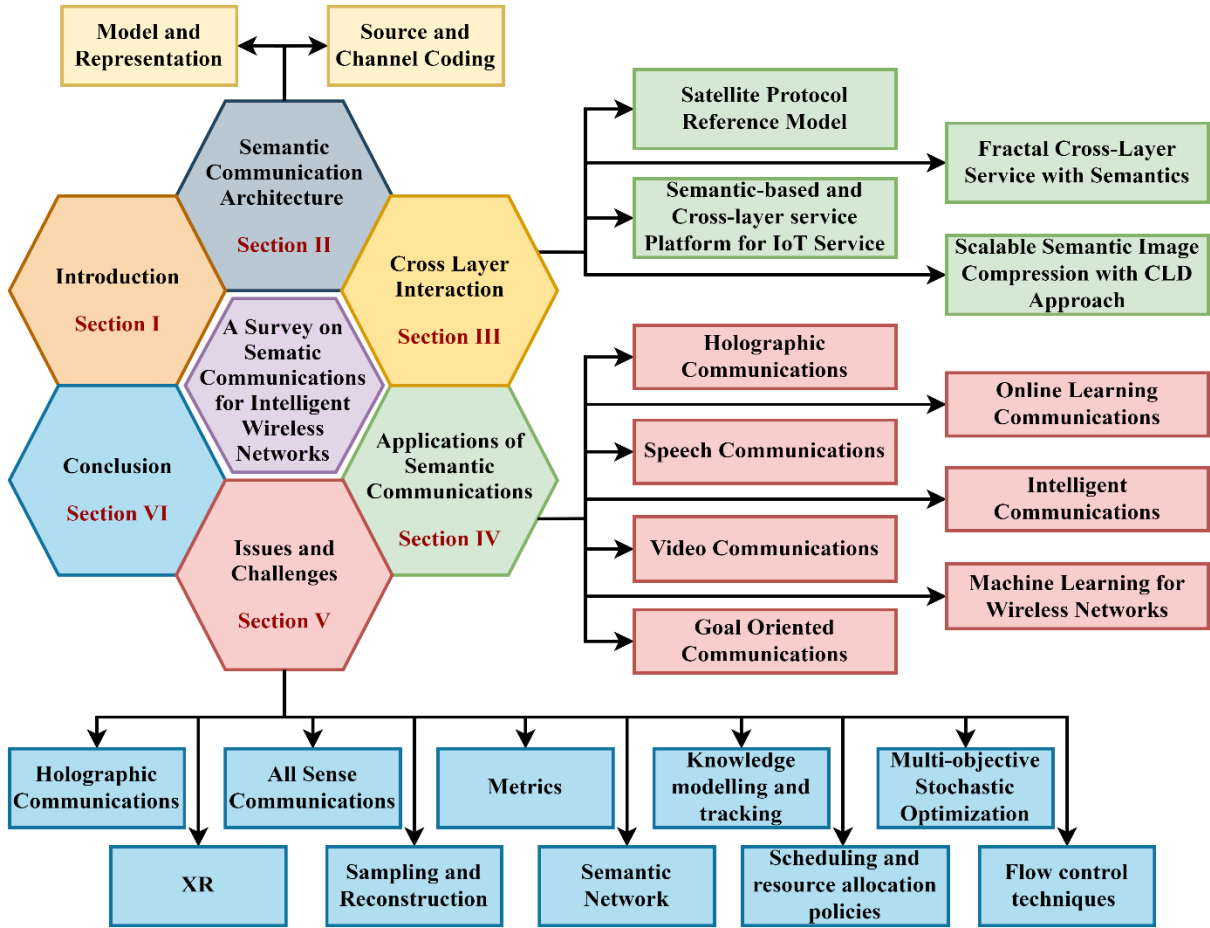 Model and
Representation
Source and
Channel Coding
Semantic
Communication
Architecture
Section II
Introduction
Section I
Cross Layer
Interaction
Section III
A Survey on
Sematic
Communications
for Intelligent
Wireless
Networks
Conclusion
Section VI
Applications of
Semantic
Communications
Section IV
Issues and
Challenges
Section V
Satellite Protocol
Reference Model
Fractal Cross-Layer
Service with Semantics
Semantic-based and
Cross-layer service
Platform for IoT Service
Scalable Semantic Image
Compression with CLD
Approach
Holographic
Communications
Online Learning
Communications
Speech Communications
Intelligent
Communications
Video Communications
Machine Learning for
Wireless Networks
Goal Oriented
Communications
Holographic
Communications
All Sense
Communications
Metrics
Knowledge
modelling and
tracking
Multi-objective
Stochastic
Optimization
XR
Sampling and
Reconstruction
Semantic
Network
Scheduling and
resource allocation
policies
Flow control
techniques